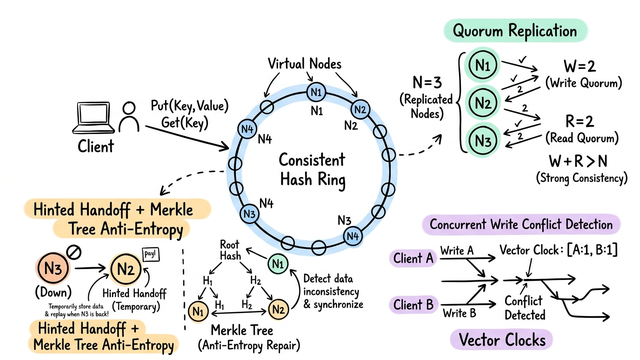 Quorum Replication
Virtual Nodes
N1
N1
N2
N2
N4
N4
Put(Key,Value)
Get(Key)
Client
Consistent
Hash Ring
N4
N3
N3
N4
N=3
(Replicated
Nodes)
N1
N2
N3
✓
✓
2
2
✓
2
W=2
(Write Quorum)
R=2
(Read Quorum)
W+R>N
(Strong Consistency)
Hinted Handoff + Merkle
Tree Anti-Entropy
N3
(Down)
N2
pay!
Hinted Handoff
(Temporary)
Temporarily store data
& replay when N3 is back!
Hinted Handoff +
Merkle Tree Anti-Entropy
Root
Hash
H₁
H₂
H₁
H₂
N1
N2
N1
Merkle Tree
(Anti-Entropy Repair)
Detect data
inconsistency
& synchronize
Concurrent Write Conflict Detection
Client A
Write A
Vector Clock: [A:1, B:1]
Client B
Write B
Conflict
Detected
Vector Clocks